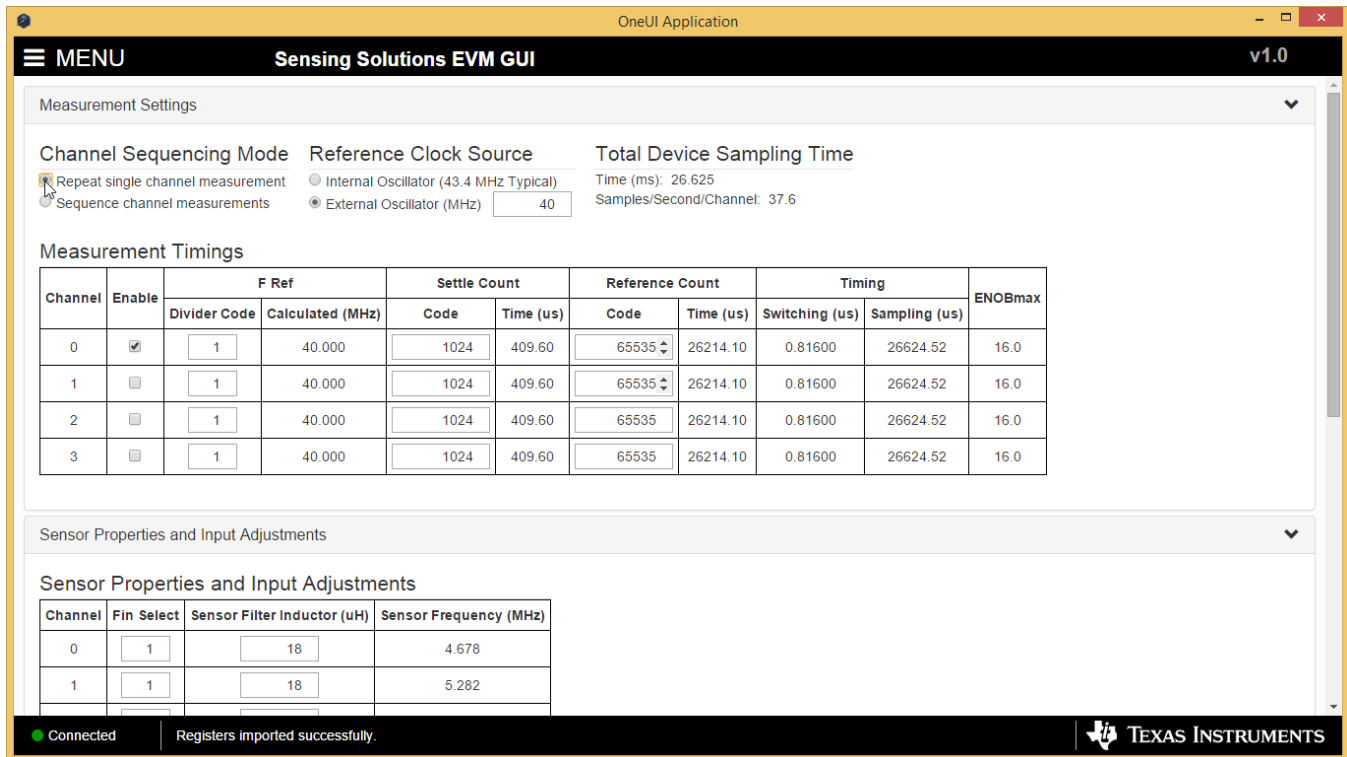 OneUI Application
MENU
Sensing Solutions EVM GUI
v1.0
Measurement Settings
Channel Sequencing Mode Reference Clock Source Total Device Sampling Time
Repeat single channel measurement Internal Oscillator (43.4 MHz Typical) Time (ms): 26.625
Sequence channel measurements External Oscillator (MHz) 40 Samples/Second/Channel: 37.6
Measurement Timings
Channel Enable F Ref Settle Count Reference Count Timing ENOBmax
Divider Code Calculated (MHz) Code Time (us) Code Time (us) Switching (us) Sampling (us)
0 1 40.000 1024 409.60 65535 26214.10 0.81600 26624.52 16.0
1 1 40.000 1024 409.60 65535 26214.10 0.81600 26624.52 16.0
2 1 40.000 1024 409.60 65535 26214.10 0.81600 26624.52 16.0
3 1 40.000 1024 409.60 65535 26214.10 0.81600 26624.52 16.0
Sensor Properties and Input Adjustments
Sensor Properties and Input Adjustments
Channel Fin Select Sensor Filter Inductor (uH) Sensor Frequency (MHz)
0 1 18 4.678
1 1 18 5.282
Connected Registers imported successfully. TEXAS INSTRUMENTS